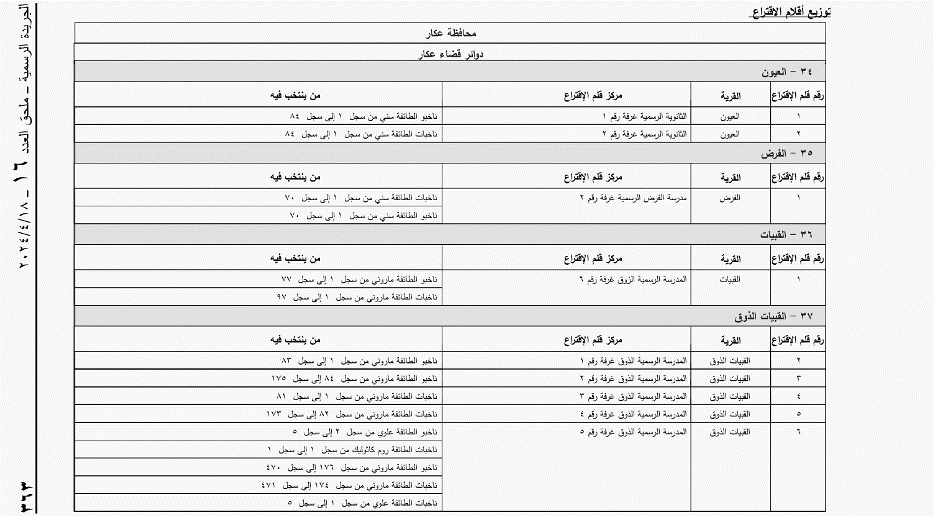 توزيع أقلام الإقتراع
محافظة عكار
دوائر قضاء عكار
٣٤ - العيون
رقم قلم الإقتراع القرية مركز قلم الإقتراع من ينتخب فيه
١ العيون الثانوية الرسمية غرفة رقم ١ ناخبو الطائفة سني من سجل ١ إلى سجل ٨٤
٢ العيون الثانوية الرسمية غرفة رقم ٢ ناخبات الطائفة سني من سجل ١ إلى سجل ٨٤
٣٥ - الفرض
رقم قلم الإقتراع القرية مركز قلم الإقتراع من ينتخب فيه
١ الفرض مدرسة الفرض الرسمية غرفة رقم ٢ ناخبات الطائفة سني من سجل ١ إلى سجل ٧٠
ناخبو الطائفة سني من سجل ١ إلى سجل ٧٠
٣٦ - القبيات
رقم قلم الإقتراع القرية مركز قلم الإقتراع من ينتخب فيه
١ القبيات المدرسة الرسمية الزوق غرفة رقم ٦ ناخبو الطائفة ماروني من سجل ١ إلى سجل ٧٧
ناخبات الطائفة ماروني من سجل ١ إلى سجل ٩٧
٣٧ - القبيات الذوق
رقم قلم الإقتراع القرية مركز قلم الإقتراع من ينتخب فيه
٢ القبيات الذوق المدرسة الرسمية الذوق غرفة رقم ١ ناخبو الطائفة ماروني من سجل ١ إلى سجل ٨٣
٣ القبيات الذوق المدرسة الرسمية الذوق غرفة رقم ٢ ناخبو الطائفة ماروني من سجل ٨٤ إلى سجل ١٧٥
٤ القبيات الذوق المدرسة الرسمية الذوق غرفة رقم ٣ ناخبات الطائفة ماروني من سجل ١ إلى سجل ٨١
٥ القبيات الذوق المدرسة الرسمية الذوق غرفة رقم ٤ ناخبات الطائفة ماروني من سجل ٨٢ إلى سجل ١٧٣
٦ القبيات الذوق المدرسة الرسمية الذوق غرفة رقم ٥ ناخبو الطائفة علوي من سجل ٢ إلى سجل ٥
ناخبات الطائفة روم كاثوليك من سجل ١ إلى سجل ١
ناخبو الطائفة ماروني من سجل ١٧٦ إلى سجل ٤٧٠
ناخبات الطائفة ماروني من سجل ١٧٤ إلى سجل ٤٧١
ناخبات الطائفة علوي من سجل ١ إلى سجل ٥
الجريدة الرسمية - ملحق العدد ١٦ - ٢٠٢٤/٤/١٨
٣٦٣